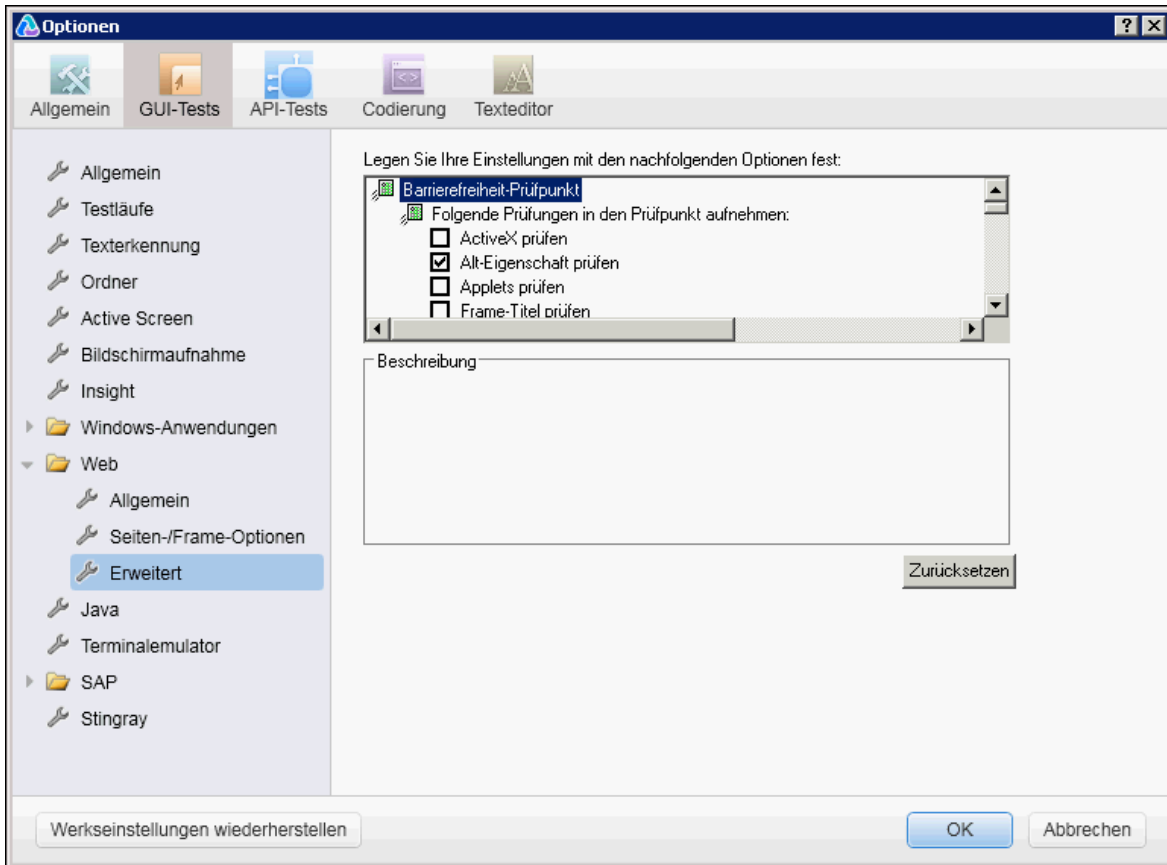 Optionen
Allgemein
GUI-Tests
API-Tests
Codierung
Texteditor
Allgemein
Testläufe
Texterkennung
Ordner
Active Screen
Bildschirmaufnahme
Insight
Windows-Anwendungen
Web
Allgemein
Seiten-/Frame-Optionen
Erweitert
Java
Terminalemulator
SAP
Stingray
Legen Sie Ihre Einstellungen mit den nachfolgenden Optionen fest:
Barrierefreiheit-Prüfpunkt
Folgende Prüfungen in den Prüfpunkt aufnehmen:
ActiveX prüfen
Alt-Eigenschaft prüfen
Applets prüfen
Frame-Titel prüfen
Beschreibung
Zurücksetzen
Werkseinstellungen wiederherstellen
OK
Abbrechen